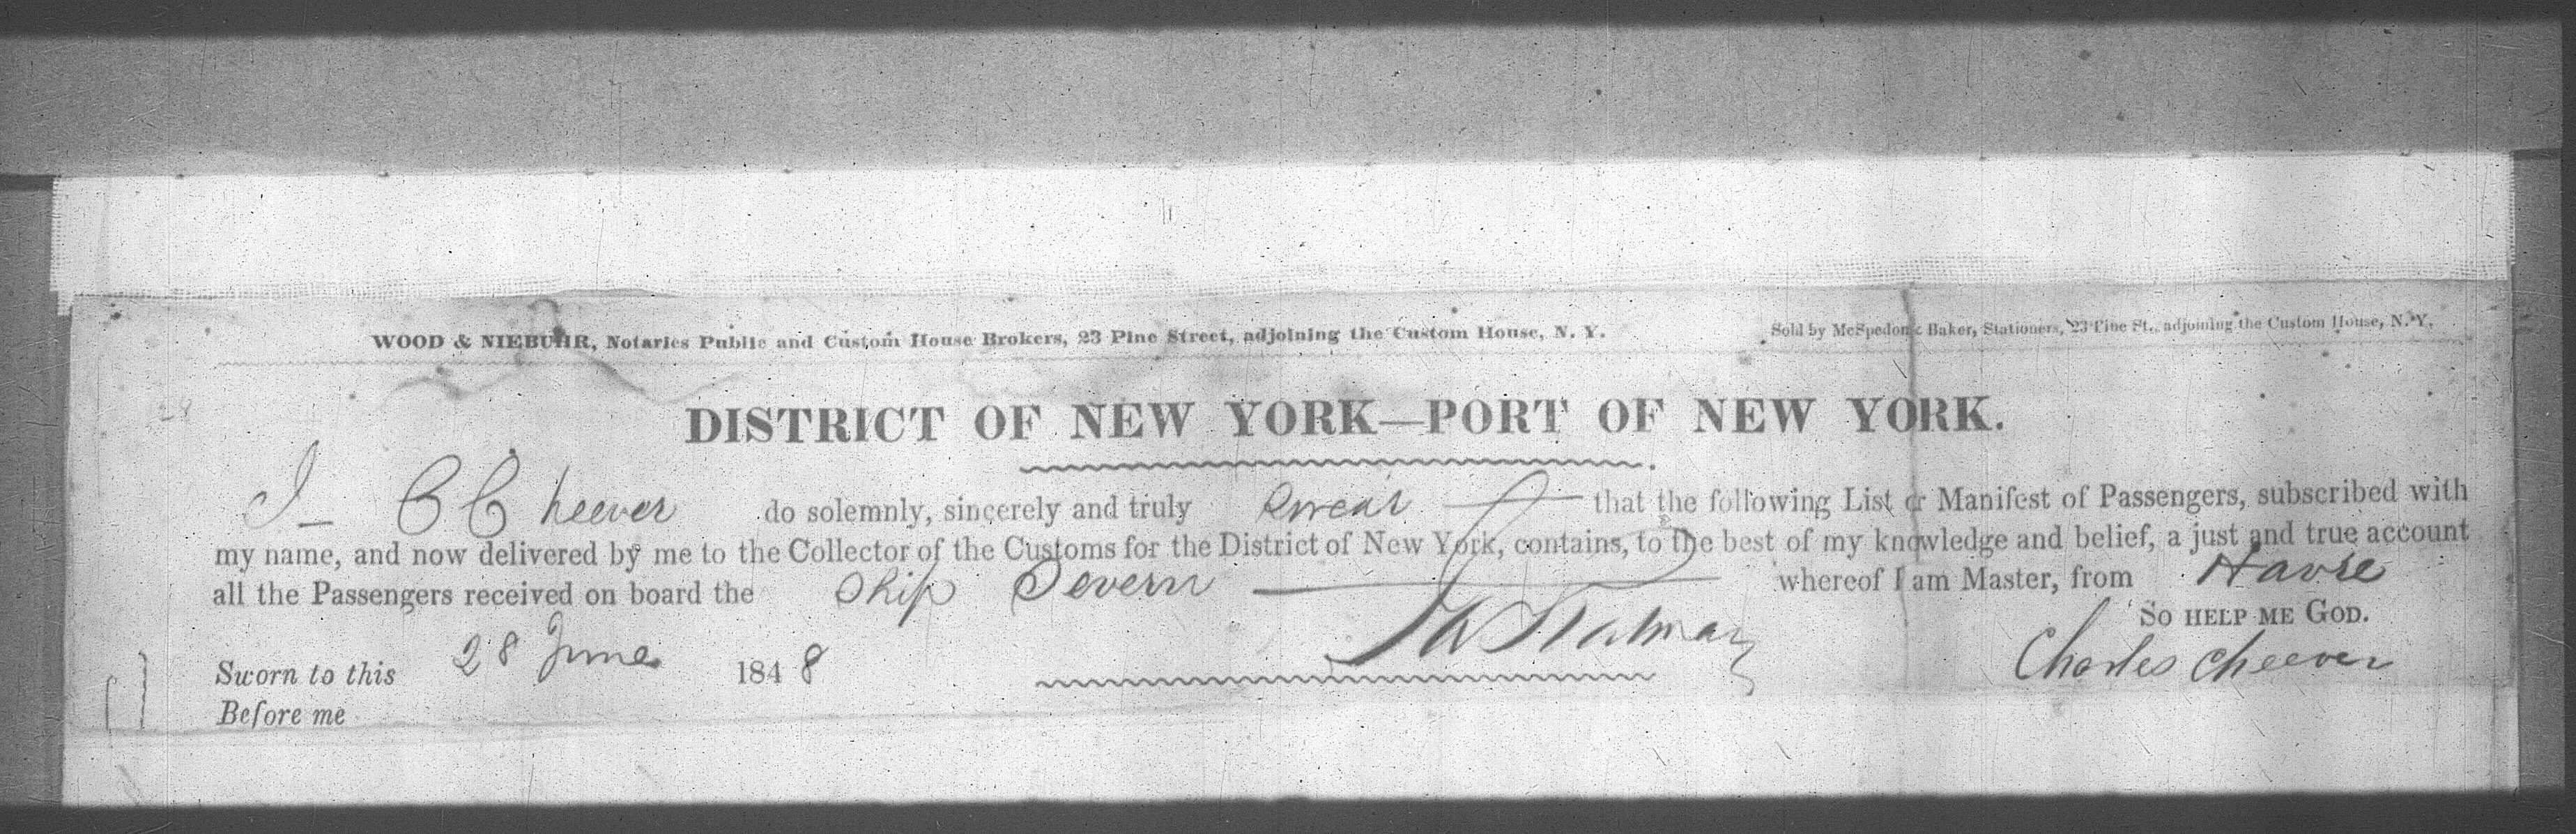 WOOD & NIEBUHR, Notaries Public and Custom House Brokers, 23 Pine Street, adjoining the Custom House, N. Y.
Sold by McSpedon & Baker, Stationers, 23 Pine St., adjoining the Custom House, N. Y.
DISTRICT OF NEW YORK—PORT OF NEW YORK.
I C Cheever do solemnly, sincerely and truly swear that the following List or Manifest of Passengers, subscribed with
my name, and now delivered by me to the Collector of the Customs for the District of New York, contains, to the best of my knowledge and belief, a just and true account
all the Passengers received on board the Ship Severn whereof I am Master, from Havre
So HELP ME GOD.
Sworn to this 28 June 1848
Charles Cheever
Before me